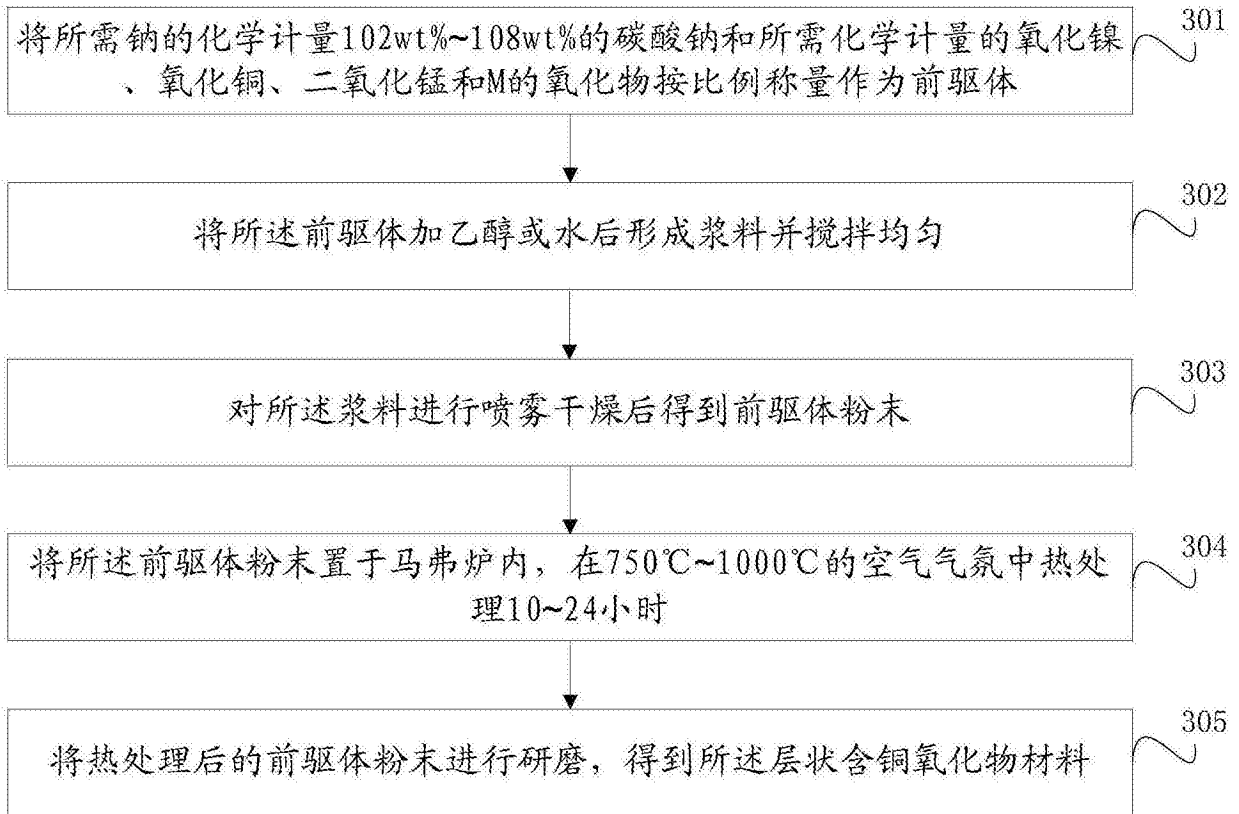 将所需钠的化学计量102wt%~108wt%的碳酸钠和所需化学计量的氧化镍
、氧化铜、二氧化锰和M的氧化物按比例称量作为前驱体
301
将所述前驱体加乙醇或水后形成浆料并搅拌均匀
302
对所述浆料进行喷雾干燥后得到前驱体粉末
303
将所述前驱体粉末置于马弗炉内，在750℃~1000℃的空气气氛中热处
理10~24小时
304
将热处理后的前驱体粉末进行研磨，得到所述层状含铜氧化物材料
305